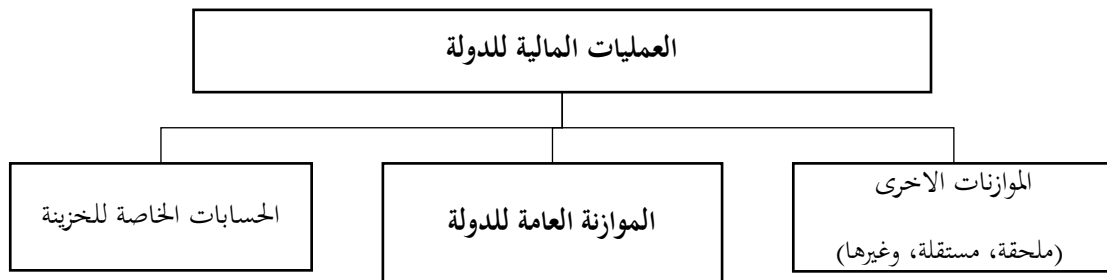 العمليات المالية للدولة
الموازنات الاخرى
(ملحقة، مستقلة، وغيرها)
الموازنة العامة للدولة
الحسابات الخاصة للخزينة